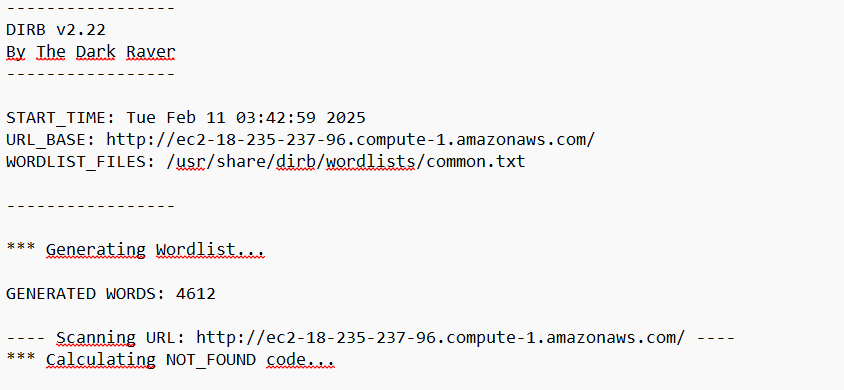 -----------------
DIRB v2.22
By The Dark Raver
-----------------
START_TIME: Tue Feb 11 03:42:59 2025
URL_BASE: http://ec2-18-235-237-96.compute-1.amazonaws.com/
WORDLIST_FILES: /usr/share/dirb/wordlists/common.txt
-----------------
*** Generating Wordlist...
GENERATED WORDS: 4612
---- Scanning URL: http://ec2-18-235-237-96.compute-1.amazonaws.com/ ----
*** Calculating NOT_FOUND code...